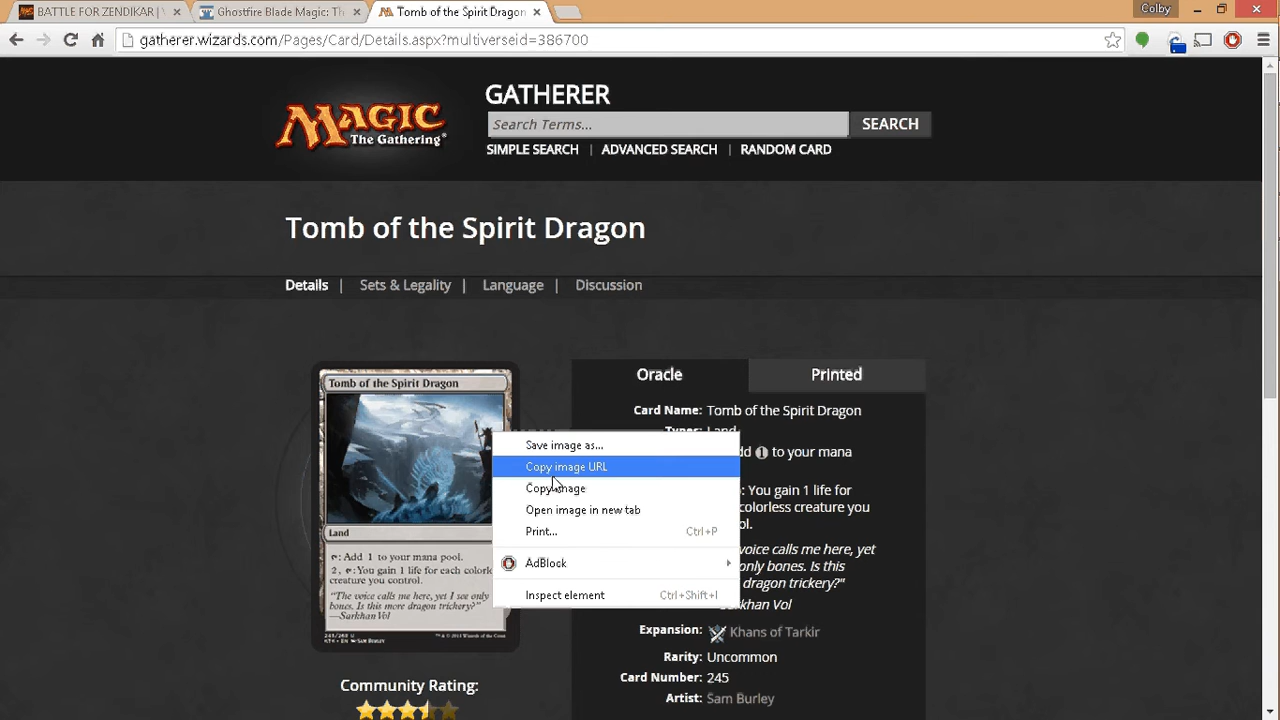 BATTLE FOR ZENDIKAR |
Ghostfire Blade Magic: Th
Tomb of the Spirit Dragon
Colby
gatherer.wizards.com/Pages/Card/Details.aspx?multiverseid=386700
MAGIC
The Gathering
GATHERER
Search Terms...
SEARCH
SIMPLE SEARCH | ADVANCED SEARCH | RANDOM CARD
Tomb of the Spirit Dragon
Details | Sets & Legality | Language | Discussion
Tomb of the Spirit Dragon
Land
: Add 1 to your mana pool.
2, : You gain 1 life for each colorle
creature you control.
"The voice calls me here, yet I see only
bones. Is this more dragon trickery?"
—Sarkhan Vol
Community Rating:
Save image as...
Copy image URL
Copy image
Open image in new tab
Print... Ctrl+P
AdBlock
Inspect element Ctrl+Shift+I
Oracle
Printed
Card Name: Tomb of the Spirit Dragon
Types: Land
dd 1 to your mana
: You gain 1 life for
colorless creature you
ol.
voice calls me here, yet
only bones. Is this
dragon trickery?"
Sarkhan Vol
Expansion: Khans of Tarkir
Rarity: Uncommon
Card Number: 245
Artist: Sam Burley